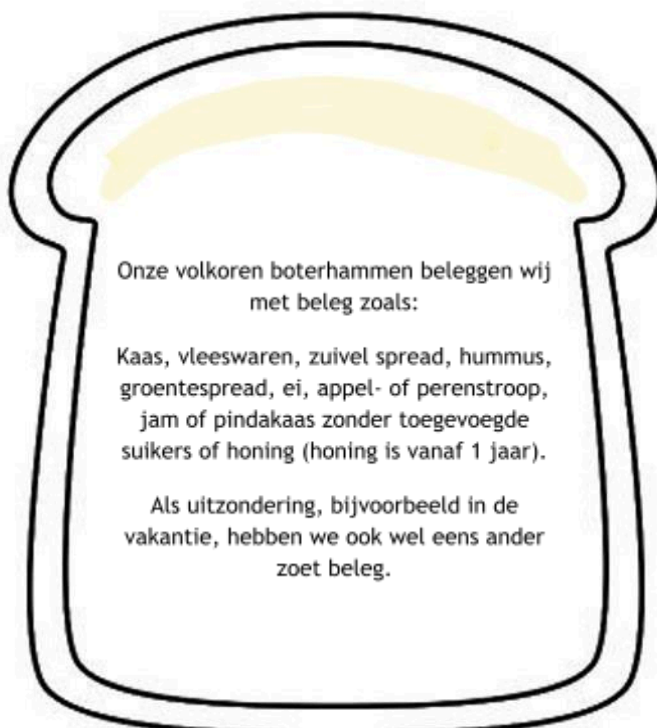 Onze volkoren boterhammen beleggen wij
met beleg zoals:
Kaas, vleeswaren, zuivel spread, hummus,
groentespread, ei, appel- of perenstroop,
jam of pindakaas zonder toegevoegde
suikers of honing (honing is vanaf 1 jaar).
Als uitzondering, bijvoorbeeld in de
vakantie, hebben we ook wel eens ander
zoet beleg.